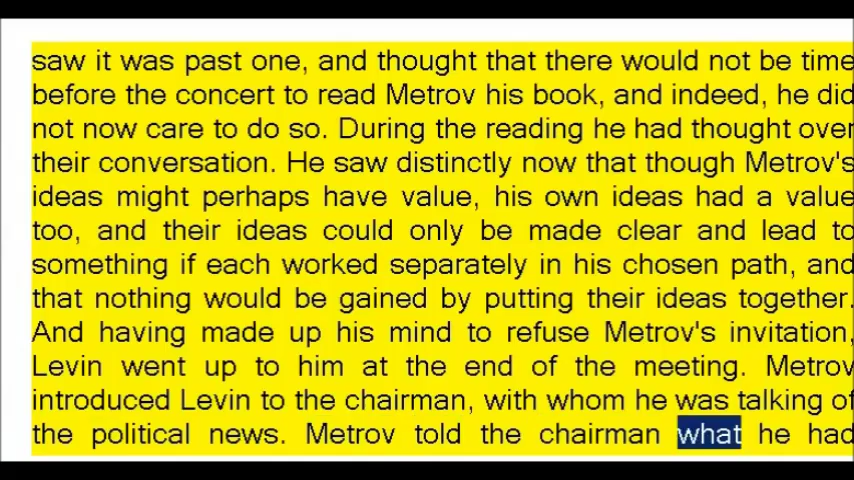 saw it was past one, and thought that there would not be time
before the concert to read Metrov his book, and indeed, he did
not now care to do so. During the reading he had thought over
their conversation. He saw distinctly now that though Metrov's
ideas might perhaps have value, his own ideas had a value
too, and their ideas could only be made clear and lead to
something if each worked separately in his chosen path, and
that nothing would be gained by putting their ideas together.
And having made up his mind to refuse Metrov's invitation,
Levin went up to him at the end of the meeting. Metrov
introduced Levin to the chairman, with whom he was talking of
the political news. Metrov told the chairman what he had